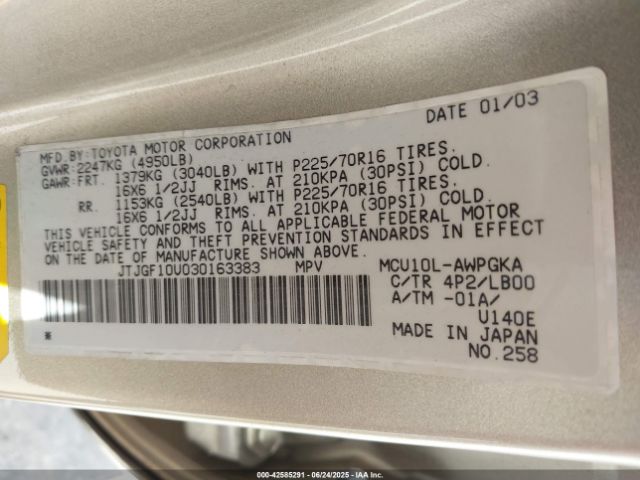 DATE 01/03
MFD.BY:TOYOTA MOTOR CORPORATION
GVWR:2247KG (4950LB)
GAWR:FRT. 1379KG (3040LB) WITH P225/70R16 TIRES.
16X6 1/2JJ RIMS. AT 210KPA (30PSI) COLD.
RR. 1153KG (2540LB) WITH P225/70R16 TIRES.
16X6 1/2JJ RIMS. AT 210KPA (30PSI) COLD.
THIS VEHICLE CONFORMS TO ALL APPLICABLE FEDERAL MOTOR
VEHICLE SAFETY AND THEFT PREVENTION STANDARDS IN EFFECT
ON THE DATE OF MANUFACTURE SHOWN ABOVE.
JTJGF10U030163383 MPV MCU10L-AWPGKA
C/TR 4P2/LB00
A/TM -01A/
U140E
MADE IN JAPAN
NO.258
000-42585291 - 06/24/2025 - IAAI Inc. Copyright